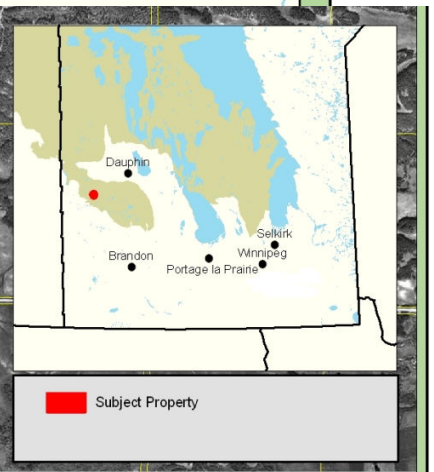 Dauphin
Selkirk
Brandon
Winnipeg
Portage la Prairie
Subject Property